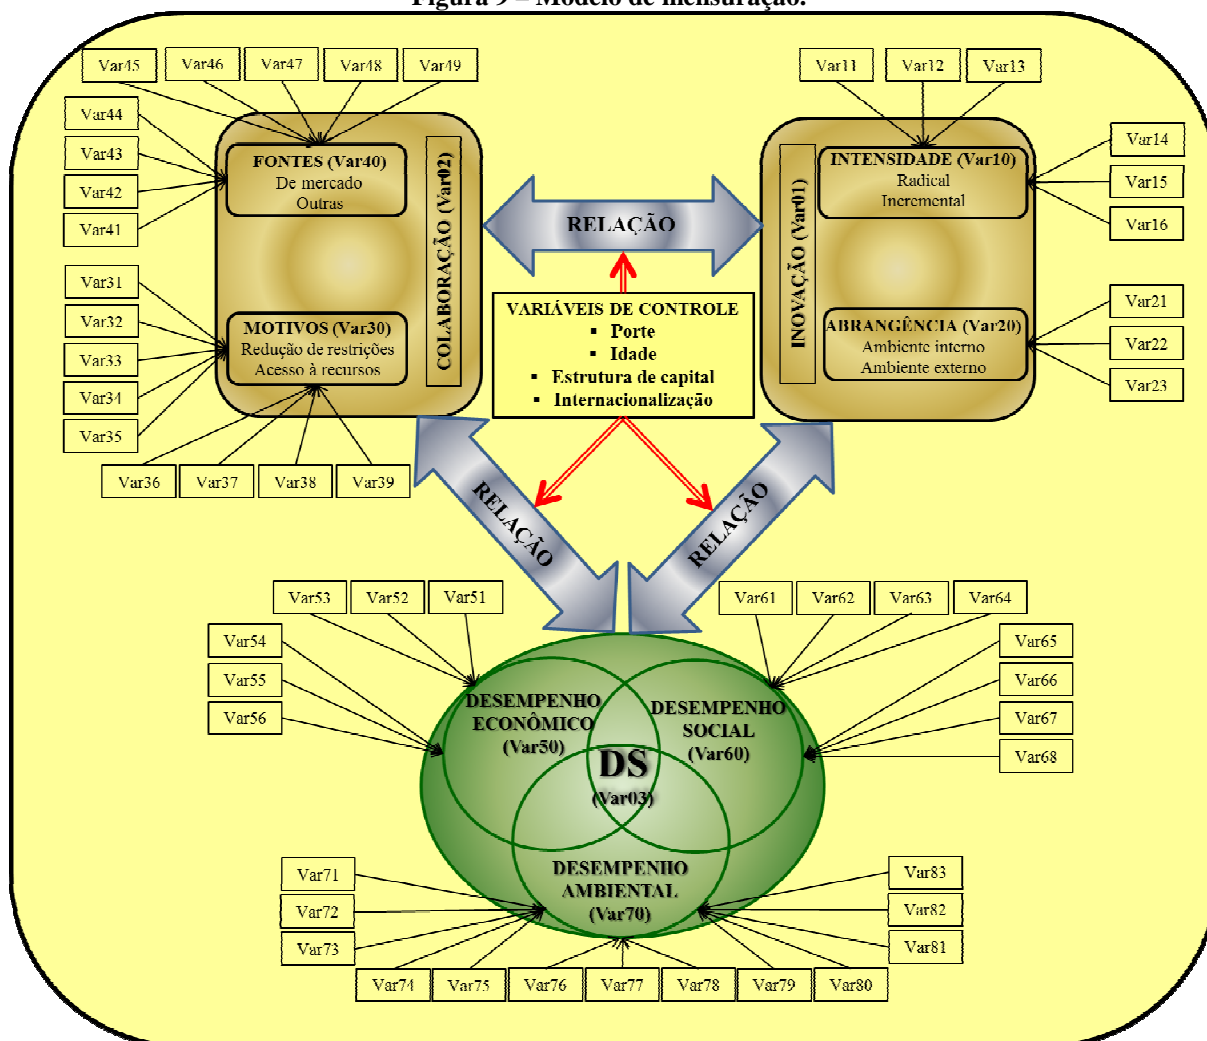 Figura 9 – Modelo de mensuração.
Var45
Var46
Var47
Var48
Var49
Var11
Var12
Var13
Var44
Var43
Var42
Var41
FONTES (Var40)
De mercado
Outras
COLABORAÇÃO (Var02)
RELAÇÃO
INOVAÇÃO (Var01)
INTENSIDADE (Var10)
Radical
Incremental
Var14
Var15
Var16
Var31
Var32
Var33
Var34
Var35
MOTIVOS (Var30)
Redução de restrições
Acesso à recursos
VARIÁVEIS DE CONTROLE
▪ Porte
▪ Idade
▪ Estrutura de capital
▪ Internacionalização
ABRANGÊNCIA (Var20)
Ambiente interno
Ambiente externo
Var21
Var22
Var23
Var36
Var37
Var38
Var39
RELAÇÃO
RELAÇÃO
Var53
Var52
Var51
Var61
Var62
Var63
Var64
Var54
Var55
Var56
Var65
Var66
Var67
Var68
DESEMPENHO
ECONÔMICO
(Var50)
DESEMPENHO
SOCIAL
(Var60)
DS
(Var03)
DESEMPENHO
AMBIENTAL
(Var70)
Var71
Var72
Var73
Var83
Var82
Var81
Var74
Var75
Var76
Var77
Var78
Var79
Var80